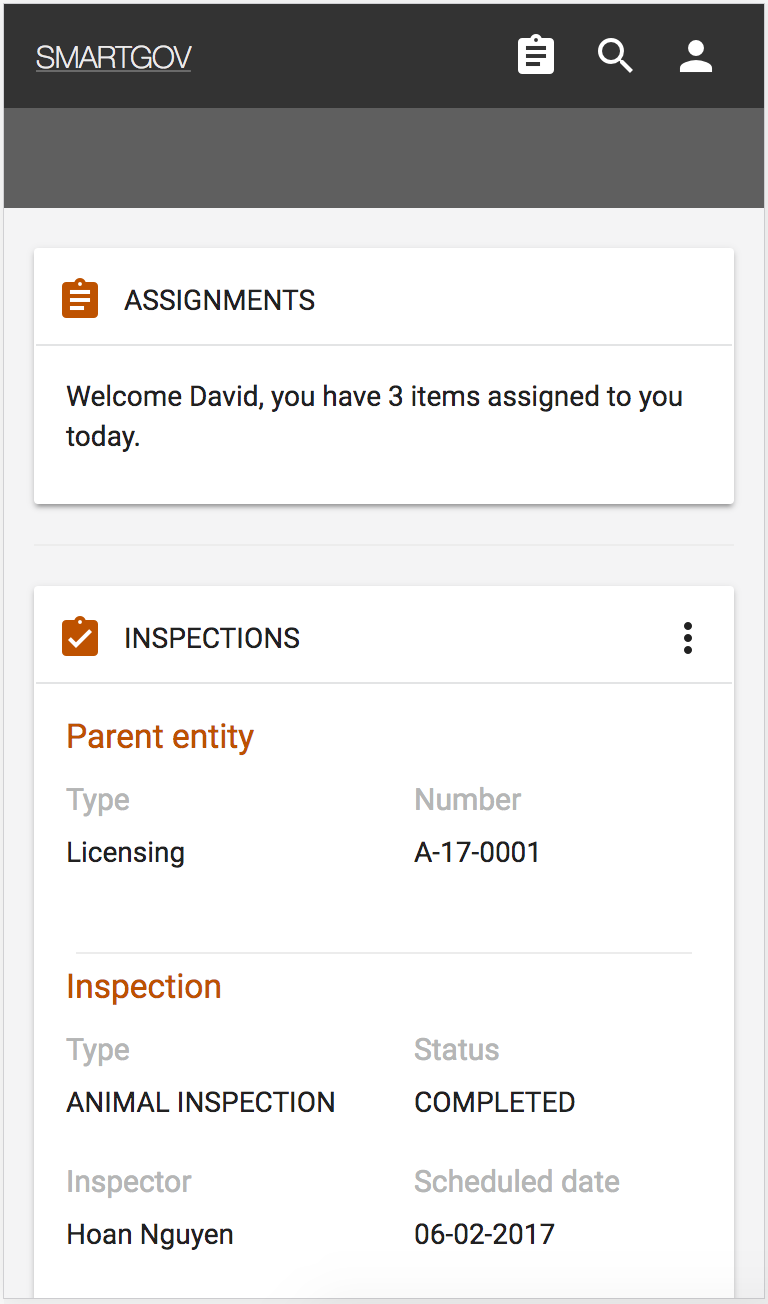 SMARTGOV
ASSIGNMENTS
Welcome David, you have 3 items assigned to you
today.
INSPECTIONS
Parent entity
Type Number
Licensing A-17-0001
Inspection
Type Status
ANIMAL INSPECTION COMPLETED
Inspector Scheduled date
Hoan Nguyen 06-02-2017